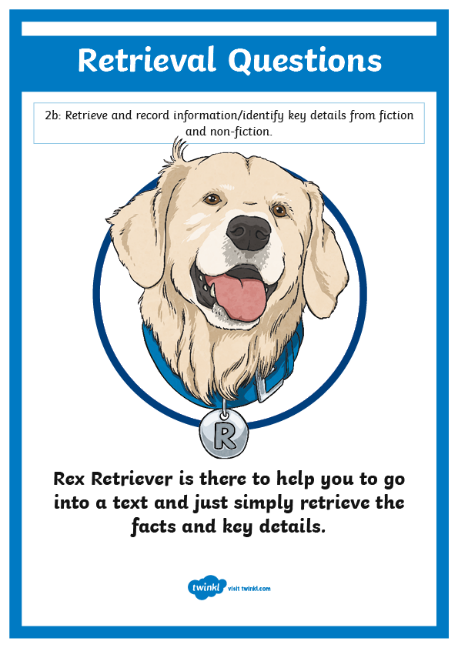 Retrieval Questions
2b: Retrieve and record information/identify key details from fiction
and non-fiction.
R
Rex Retriever is there to help you to go
into a text and just simply retrieve the
facts and key details.
twinkl visit twinkl.com